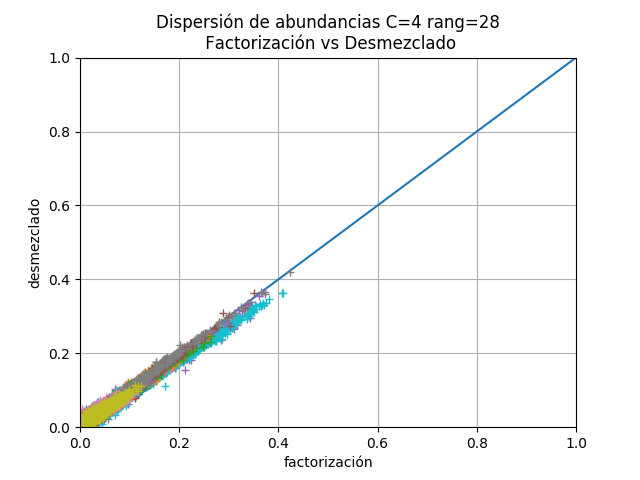 Dispersión de abundancias C=4 rang=28
Factorización vs Desmezclado
1.0
0.8
0.6
0.4
0.2
0.0
desmezclado
0.0 0.2 0.4 0.6 0.8 1.0
factorización